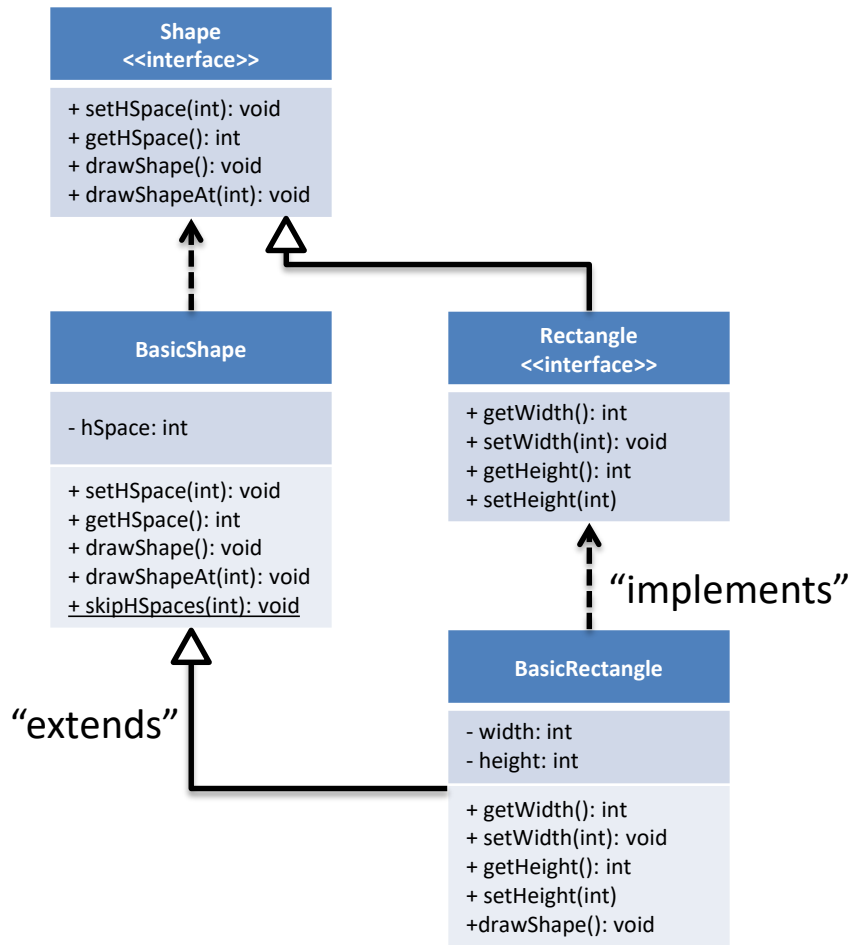 Shape
<<interface>>
+ setHSpace(int): void
+ getHSpace(): int
+ drawShape(): void
+ drawShapeAt(int): void
BasicShape
- hSpace: int
+ setHSpace(int): void
+ getHSpace(): int
+ drawShape(): void
+ drawShapeAt(int): void
+ skipHSpaces(int): void
Rectangle
<<interface>>
+ getWidth(): int
+ setWidth(int): void
+ getHeight(): int
+ setHeight(int)
“implements”
“extends”
BasicRectangle
- width: int
- height: int
+ getWidth(): int
+ setWidth(int): void
+ getHeight(): int
+ setHeight(int)
+drawShape(): void